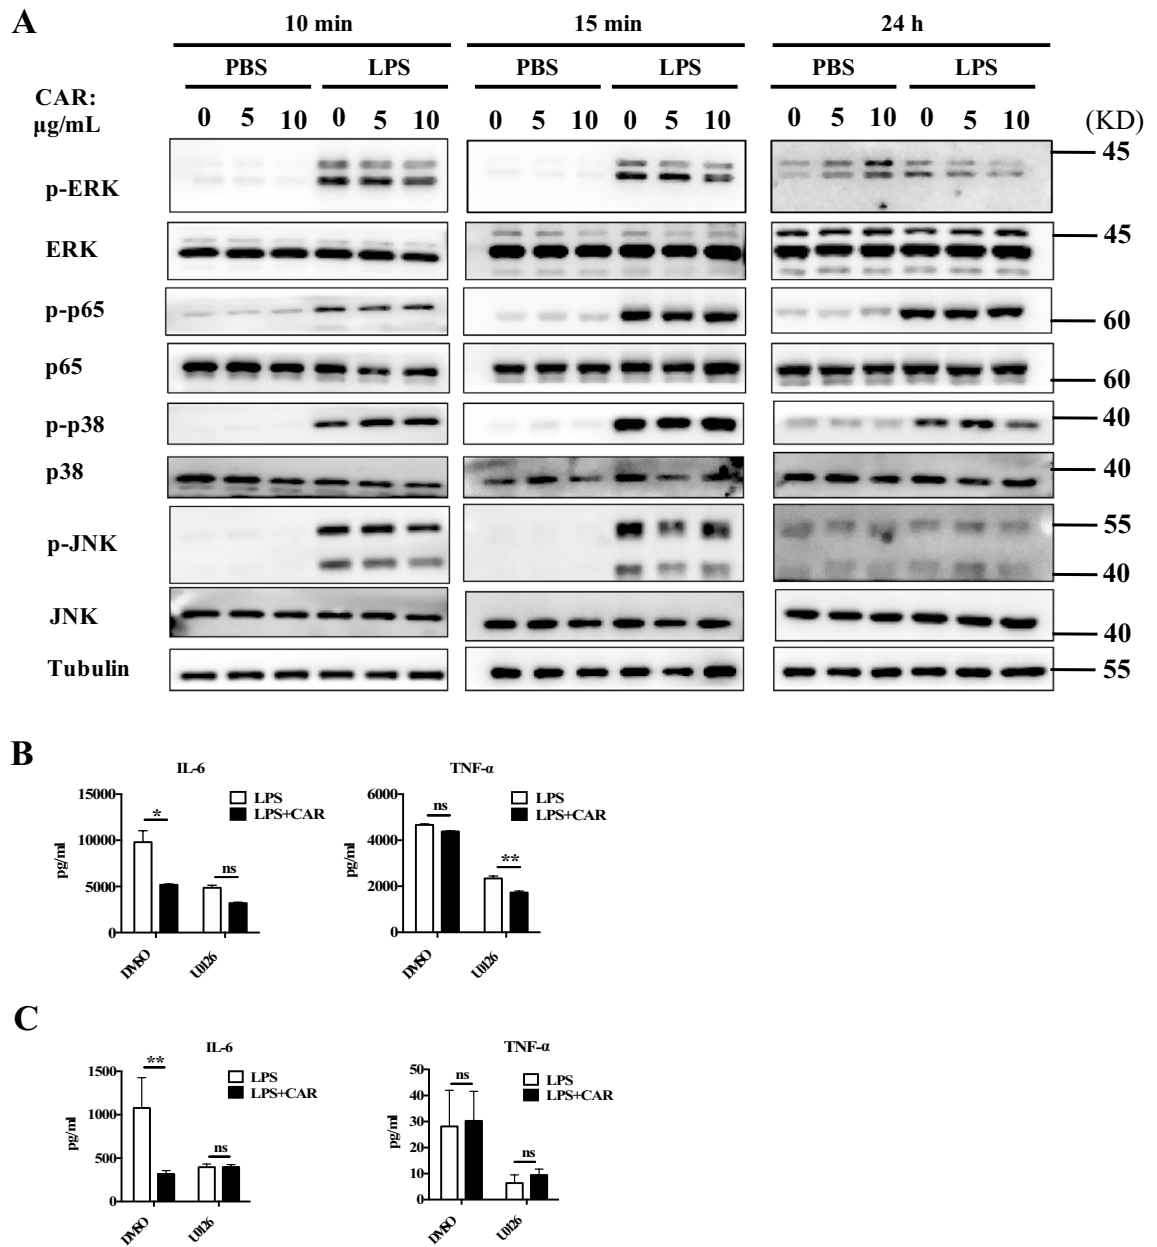 A
10 min 15 min 24 h
PBS LPS PBS LPS PBS LPS
CAR:
μg/mL
0 5 10 0 5 10 0 5 10 0 5 10 0 5 10 0 5 10 (KD)
p-ERK 45
ERK 45
p-p65 60
p65 60
p-p38 40
p38 40
p-JNK 55
40
JNK 40
Tubulin 55
B
IL-6 TNF-α
15000 6000
LPS LPS
LPS+CAR LPS+CAR
* ns
10000 4000
ns **
pg/ml pg/ml
5000 2000
0 0
DMSO U0126 DMSO U0126
C
IL-6 TNF-α
** ns
1500 50
LPS LPS
LPS+CAR LPS+CAR
40
1000 30
pg/ml pg/ml
ns ns
500 20
10
0 0
DMSO U0126 DMSO U0126